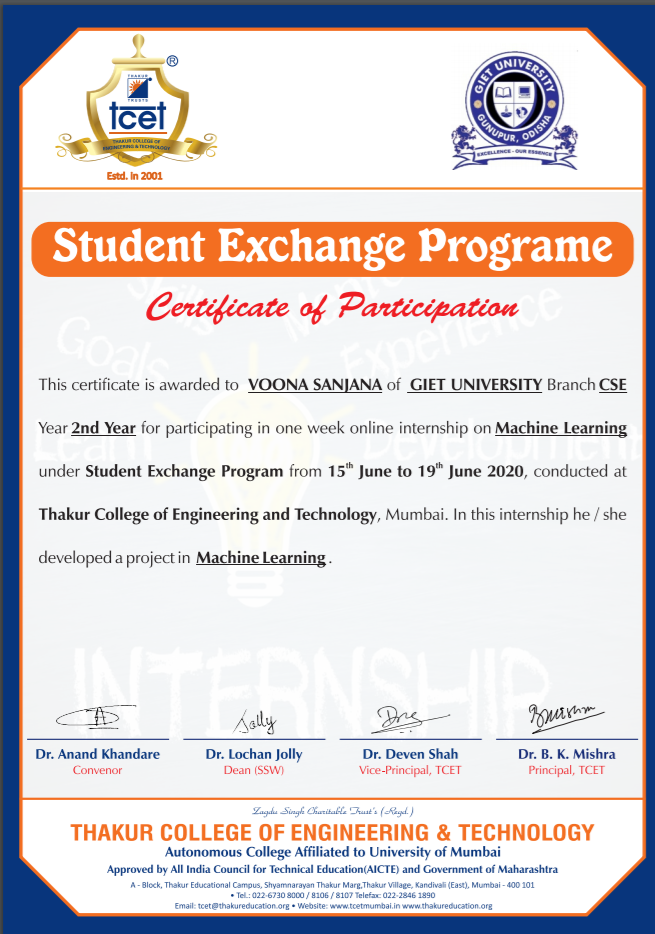 THAKUR
TRUSTS
tcet
®
THAKUR COLLEGE OF
ENGINEERING & TECHNOLOGY
Estd. in 2001
GIET UNIVERSITY
GUNUPUR, ODISHA
EXCELLENCE - OUR ESSENCE
Student Exchange Programe
Certificate of Participation
Skills
Experience
Goals
This certificate is awarded to VOONA SANJANA of GIET UNIVERSITY Branch CSE
Year 2nd Year for participating in one week online internship on Machine Learning
Learn
Development
under Student Exchange Program from 15th June to 19th June 2020, conducted at
Thakur College of Engineering and Technology, Mumbai. In this internship he / she
developed a project in Machine Learning .
INTERNSHIP
Jolly
Dr. Anand Khandare
Convenor
Dr. Lochan Jolly
Dean (SSW)
Dr. Deven Shah
Vice-Principal, TCET
Dr. B. K. Mishra
Principal, TCET
Zagdu Singh Charitable Trust's (Regd.)
THAKUR COLLEGE OF ENGINEERING & TECHNOLOGY
Autonomous College Affiliated to University of Mumbai
Approved by All India Council for Technical Education(AICTE) and Government of Maharashtra
A - Block, Thakur Educational Campus, Shyamnarayan Thakur Marg,Thakur Village, Kandivali (East), Mumbai - 400 101
• Tel.: 022-6730 8000 / 8106 / 8107 Telefax: 022-2846 1890
Email: tcet@thakureducation.org • Website: www.tcetmumbai.in www.thakureducation.org